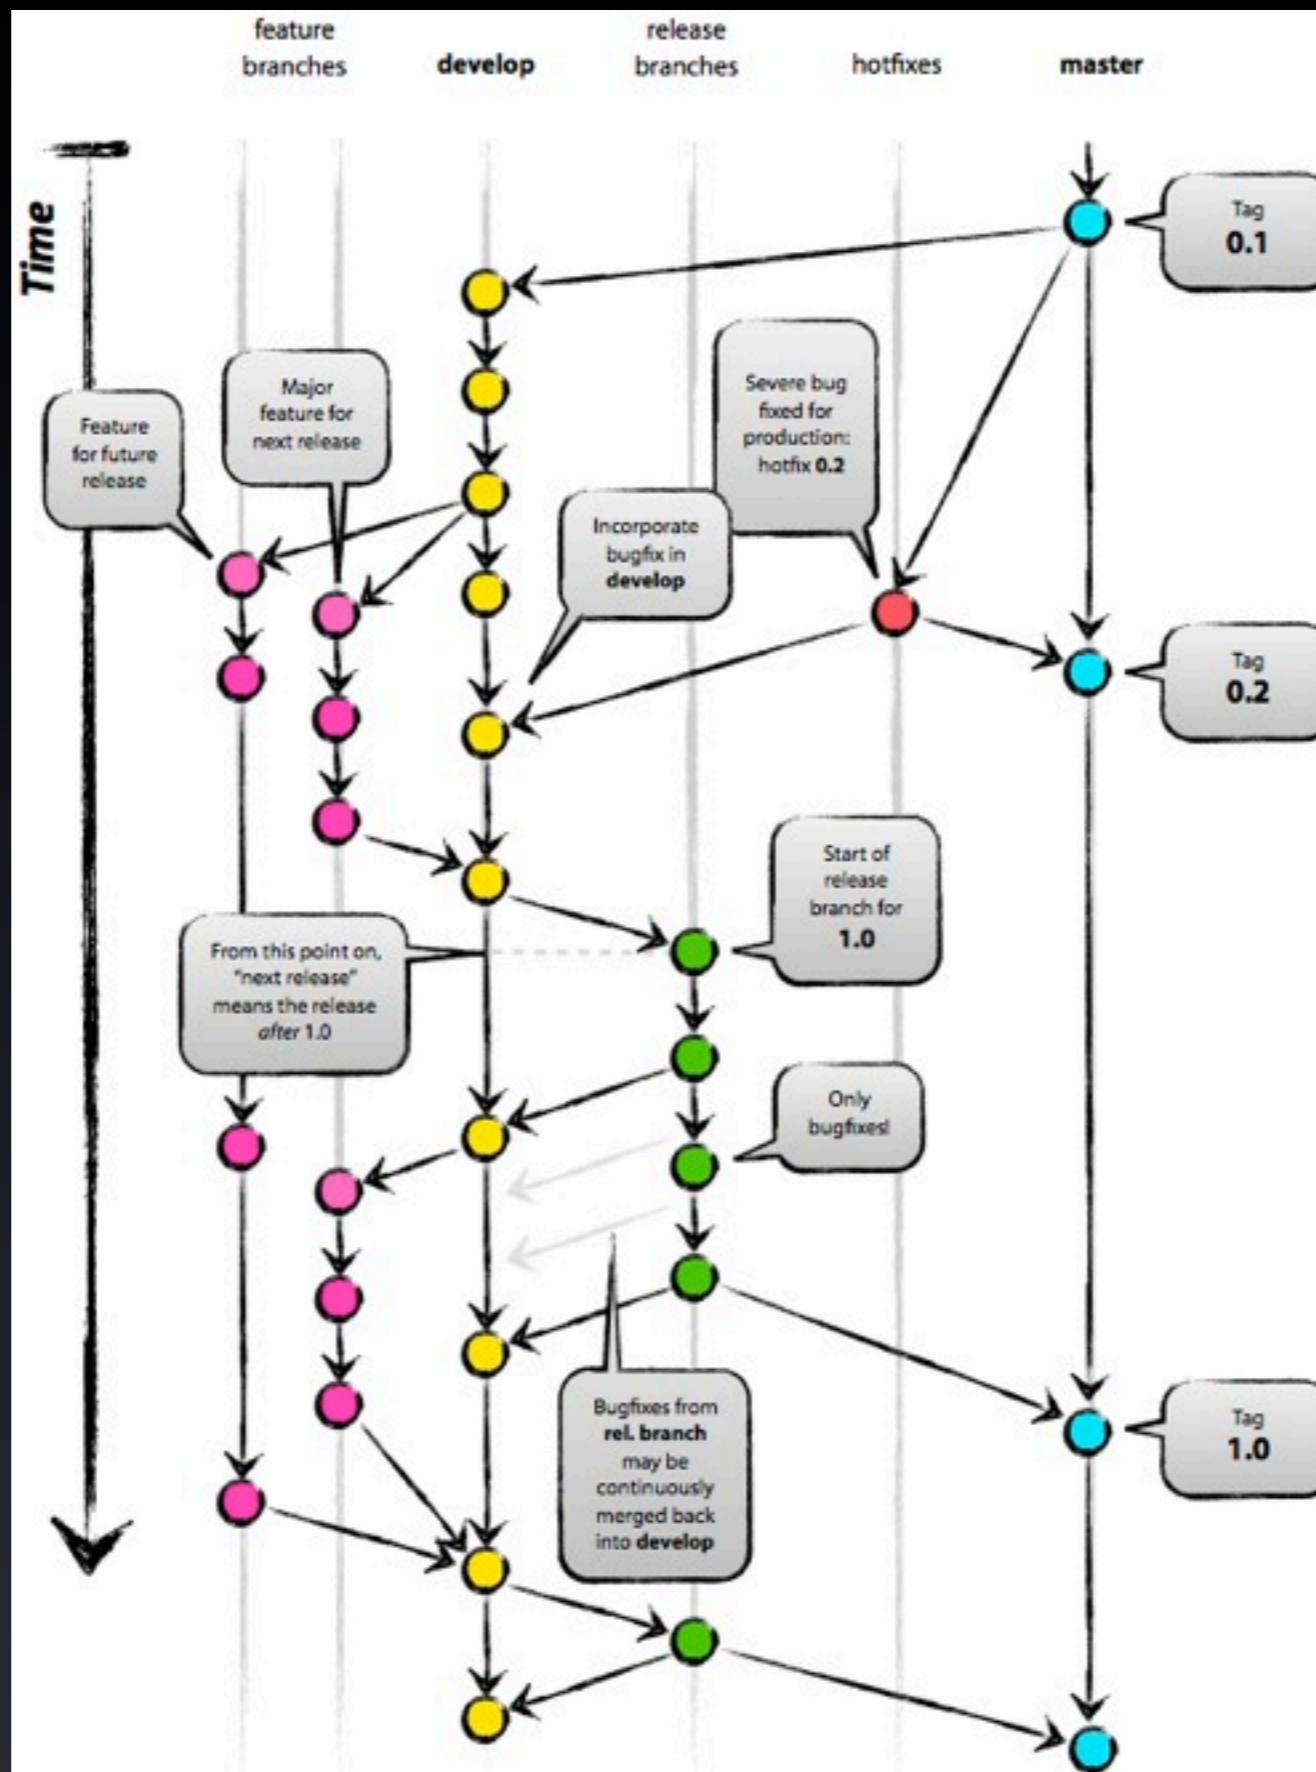 feature
branches
develop
release
branches
hotfixes
master
Time
Tag
0.1
Major
feature for
next release
Severe bug
fixed for
production:
hotfix 0.2
Feature
for future
release
Incorporate
bugfix in
develop
Tag
0.2
Start of
release
branch for
1.0
From this point on,
"next release"
means the release
after 1.0
Only
bugfixes!
Bugfixes from
rel. branch
may be
continuously
merged back
into develop
Tag
1.0